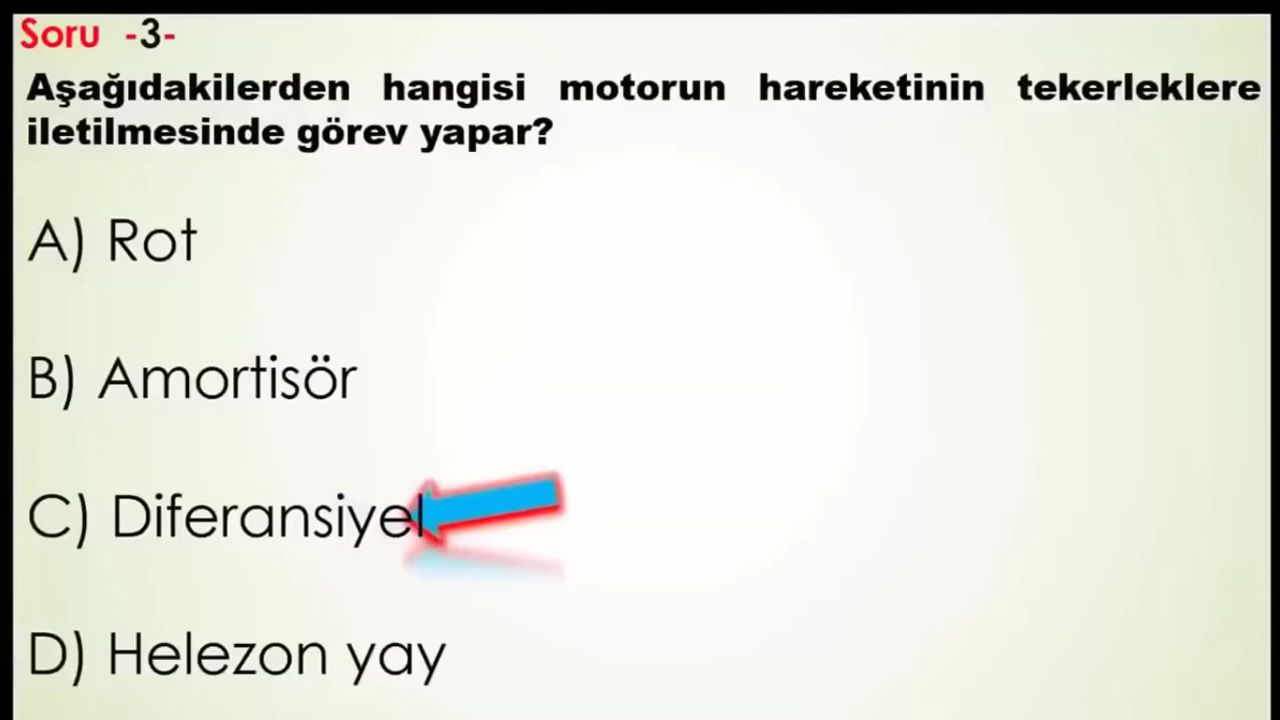 Soru -3-
Aşağıdakilerden hangisi motorun hareketinin tekerleklere
iletilmesinde görev yapar?
A) Rot
B) Amortisör
C) Diferansiyel
D) Helezon yay